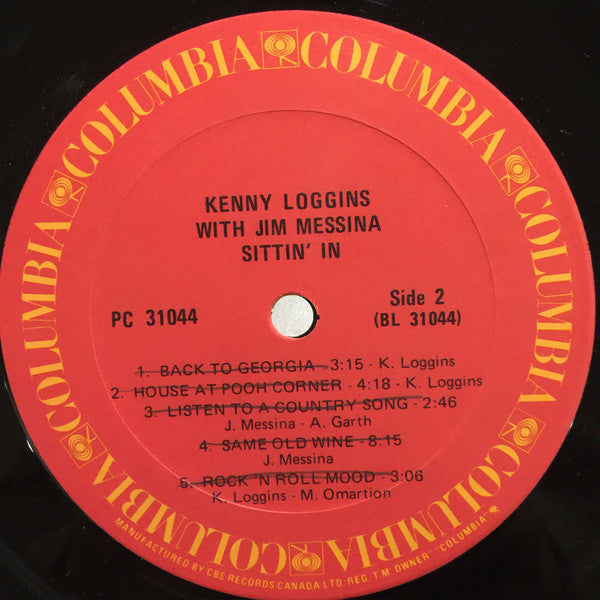 COLUMBIA COLUMBIA COLUMBIA COLUMBIA COLUMBIA COLUMBIA
KENNY LOGGINS
WITH JIM MESSINA
SITTIN' IN
PC 31044
Side 2
(BL 31044)
1. BACK TO GEORGIA - 3:15 - K. Loggins
2. HOUSE AT POOH CORNER - 4:18 - K. Loggins
3. LISTEN TO A COUNTRY SONG - 2:46
J. Messina - A. Garth
4. SAME OLD WINE - 8:15
J. Messina
5. ROCK 'N ROLL MOOD - 3:06
K. Loggins - M. Omartion
MANUFACTURED BY CBS RECORDS CANADA LTD. REG. T.M. OWNER "COLUMBIA"